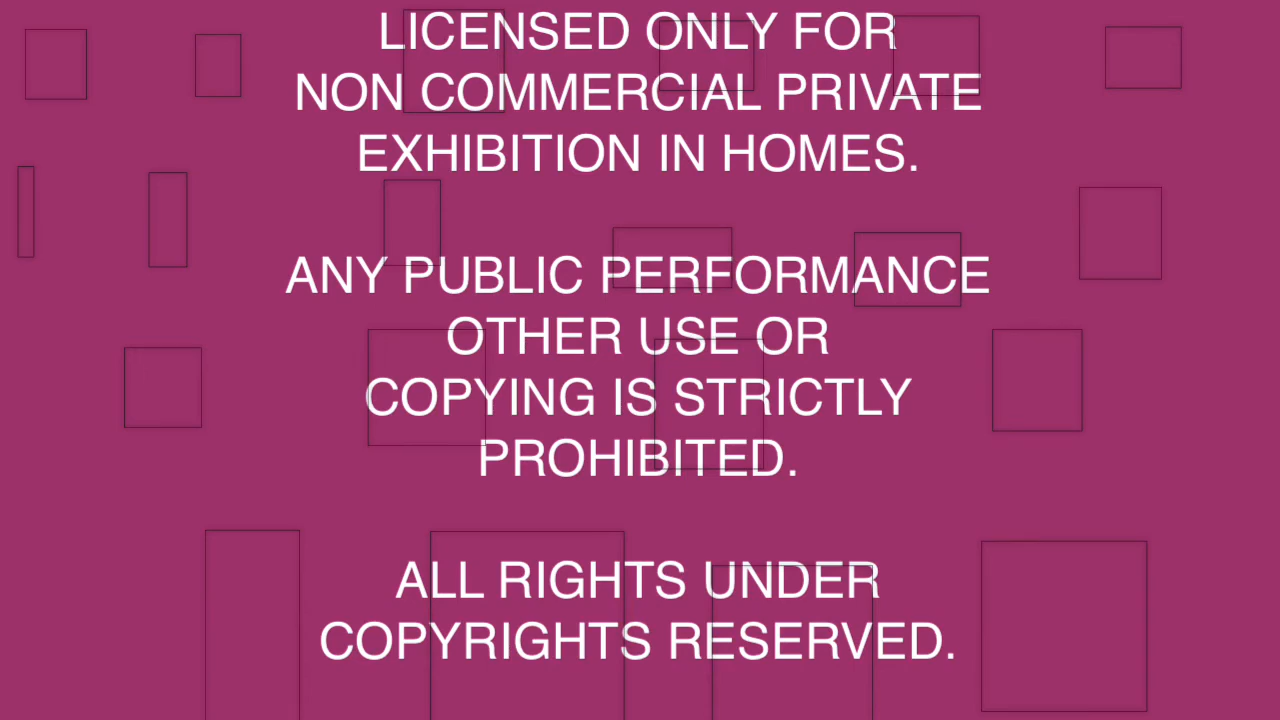 LICENSED ONLY FOR
NON COMMERCIAL PRIVATE
EXHIBITION IN HOMES.
ANY PUBLIC PERFORMANCE
OTHER USE OR
COPYING IS STRICTLY
PROHIBITED.
ALL RIGHTS UNDER
COPYRIGHTS RESERVED.